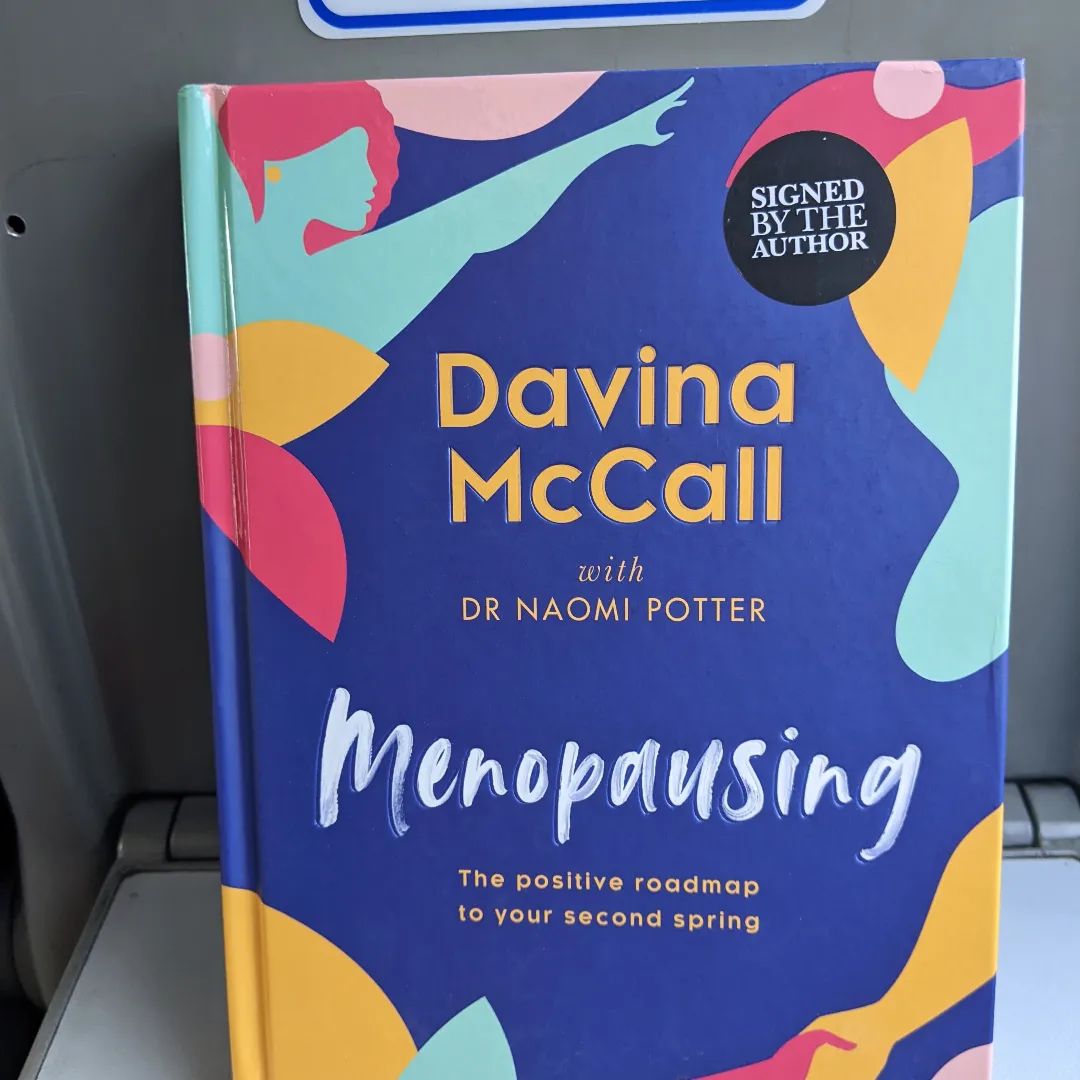 SIGNED
BY THE
AUTHOR
Davina
McCall
with
DR NAOMI POTTER
Menopausing
The positive roadmap
to your second spring